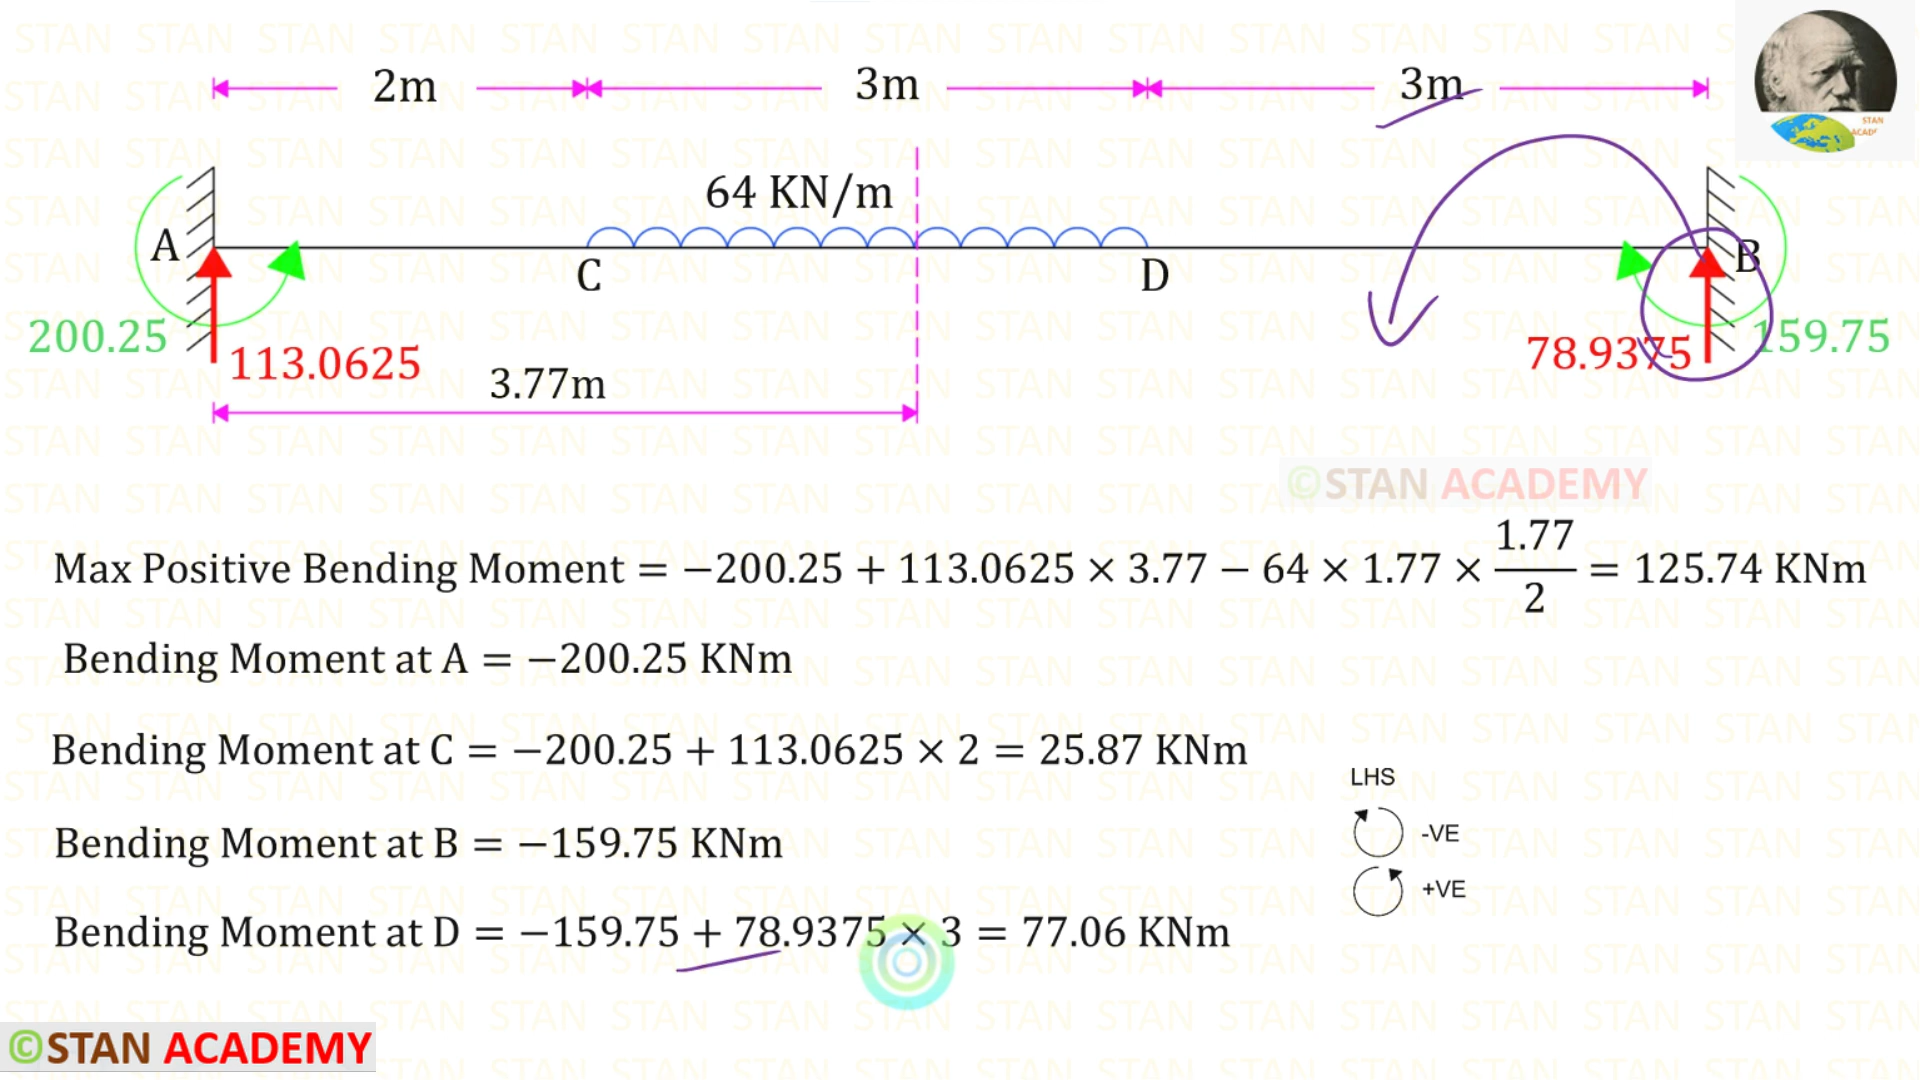 2m 3m 3m
STAN
ACAD
64 KN/m
A C D B
200.25 113.0625 78.9375 159.75
3.77m
©STAN ACADEMY
Max Positive Bending Moment = −200.25 + 113.0625 × 3.77 − 64 × 1.77 × 1.77/2 = 125.74 KNm
Bending Moment at A = −200.25 KNm
Bending Moment at C = −200.25 + 113.0625 × 2 = 25.87 KNm
LHS
-VE
Bending Moment at B = −159.75 KNm
+VE
Bending Moment at D = −159.75 + 78.9375 × 3 = 77.06 KNm
©STAN ACADEMY